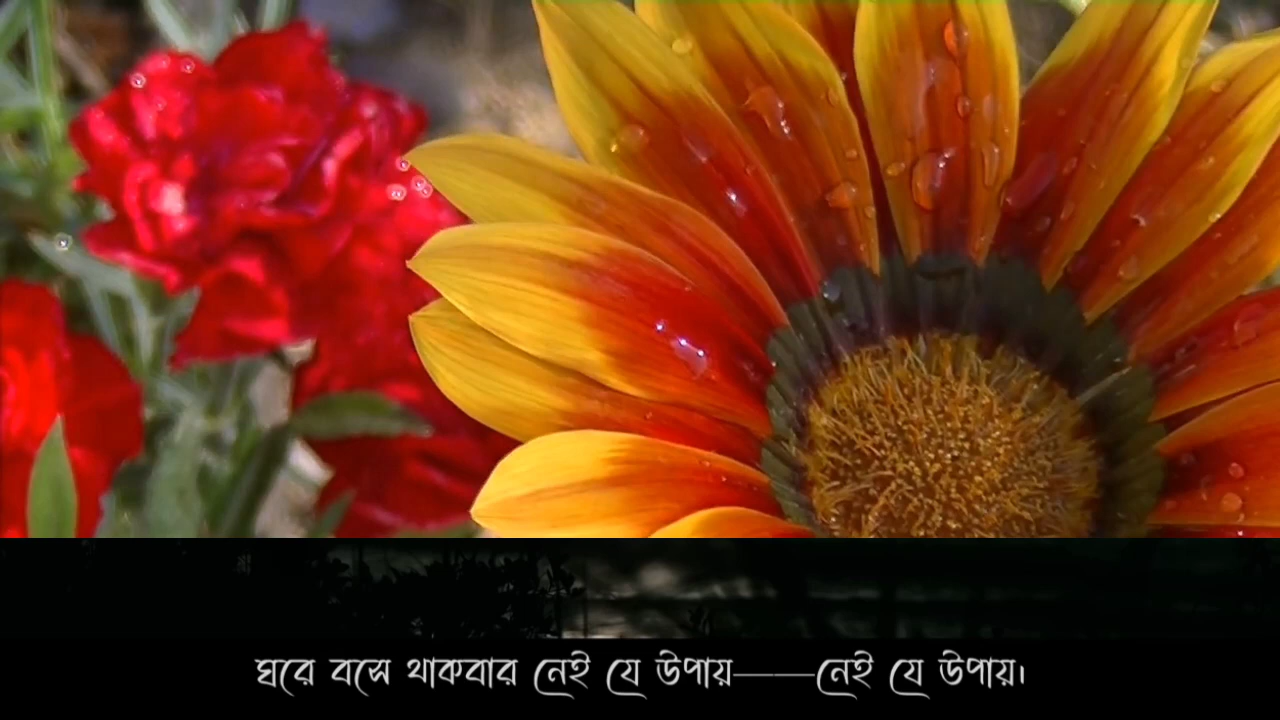 ঘরে বসে থাকবার নেই যে উপায়——নেই যে উপায়।